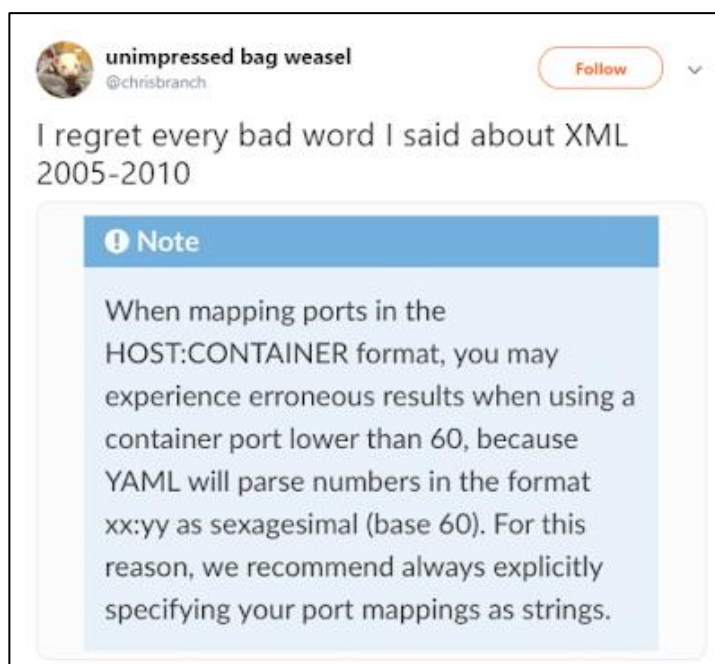 unimpressed bag weasel
@chrisbranch
Follow
I regret every bad word I said about XML
2005-2010
Note
When mapping ports in the
HOST:CONTAINER format, you may
experience erroneous results when using a
container port lower than 60, because
YAML will parse numbers in the format
xx:yy as sexagesimal (base 60). For this
reason, we recommend always explicitly
specifying your port mappings as strings.